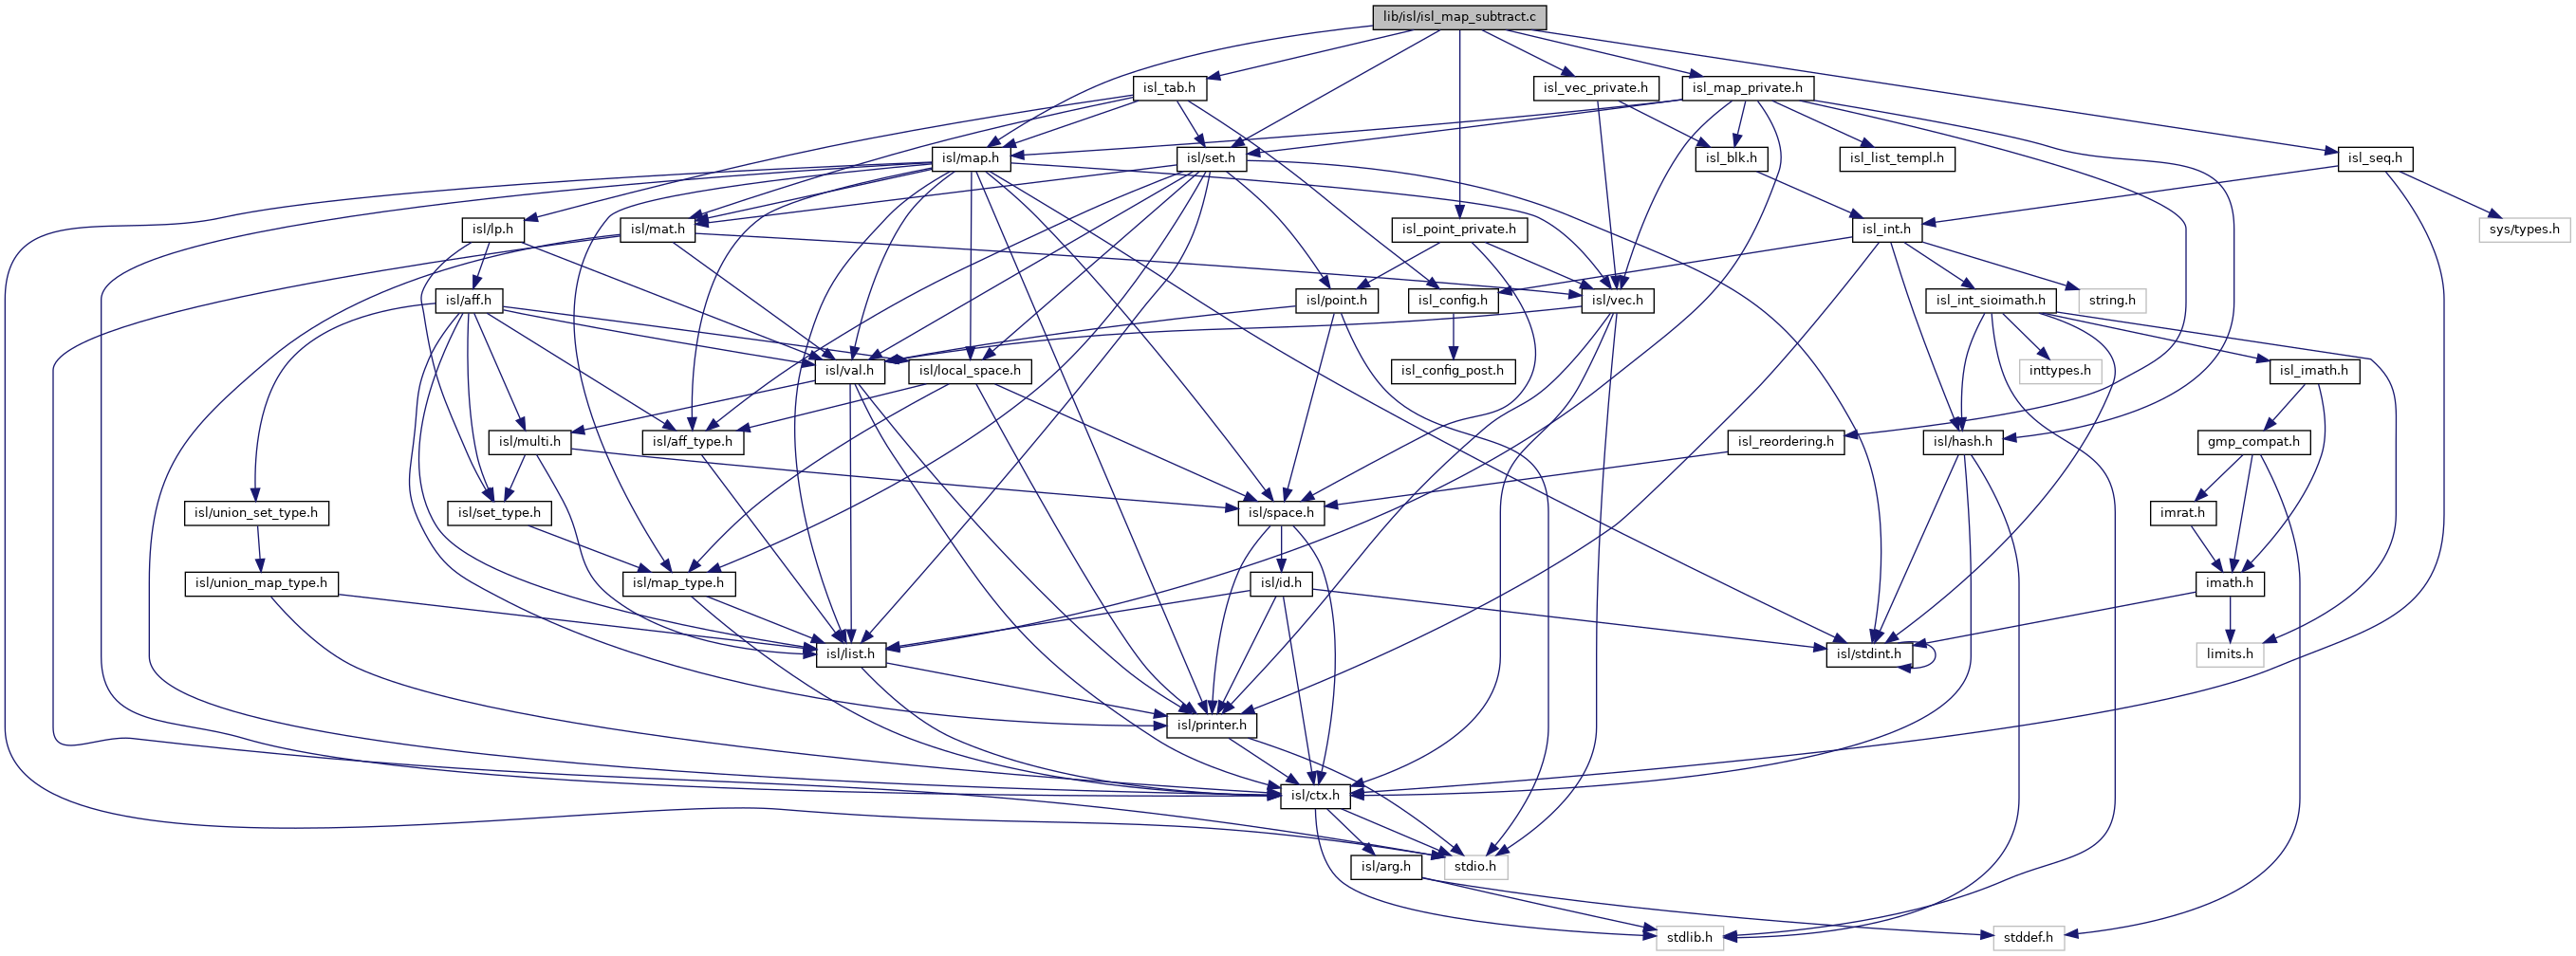 lib/isl/isl_map_subtract.c
isl_tab.h
isl_vec_private.h
isl_map_private.h
isl/map.h
isl/set.h
isl_blk.h
isl_list_templ.h
isl_seq.h
isl/lp.h
isl/mat.h
isl_point_private.h
isl_int.h
sys/types.h
isl/aff.h
isl/point.h
isl_config.h
isl/vec.h
isl_int_sioimath.h
string.h
isl/val.h
isl/local_space.h
isl_config_post.h
inttypes.h
isl_imath.h
isl/multi.h
isl/aff_type.h
isl_reordering.h
isl/hash.h
gmp_compat.h
isl/union_set_type.h
isl/set_type.h
isl/space.h
imrat.h
isl/union_map_type.h
isl/map_type.h
isl/id.h
imath.h
isl/list.h
isl/stdint.h
limits.h
isl/printer.h
isl/ctx.h
isl/arg.h
stdio.h
stdlib.h
stddef.h